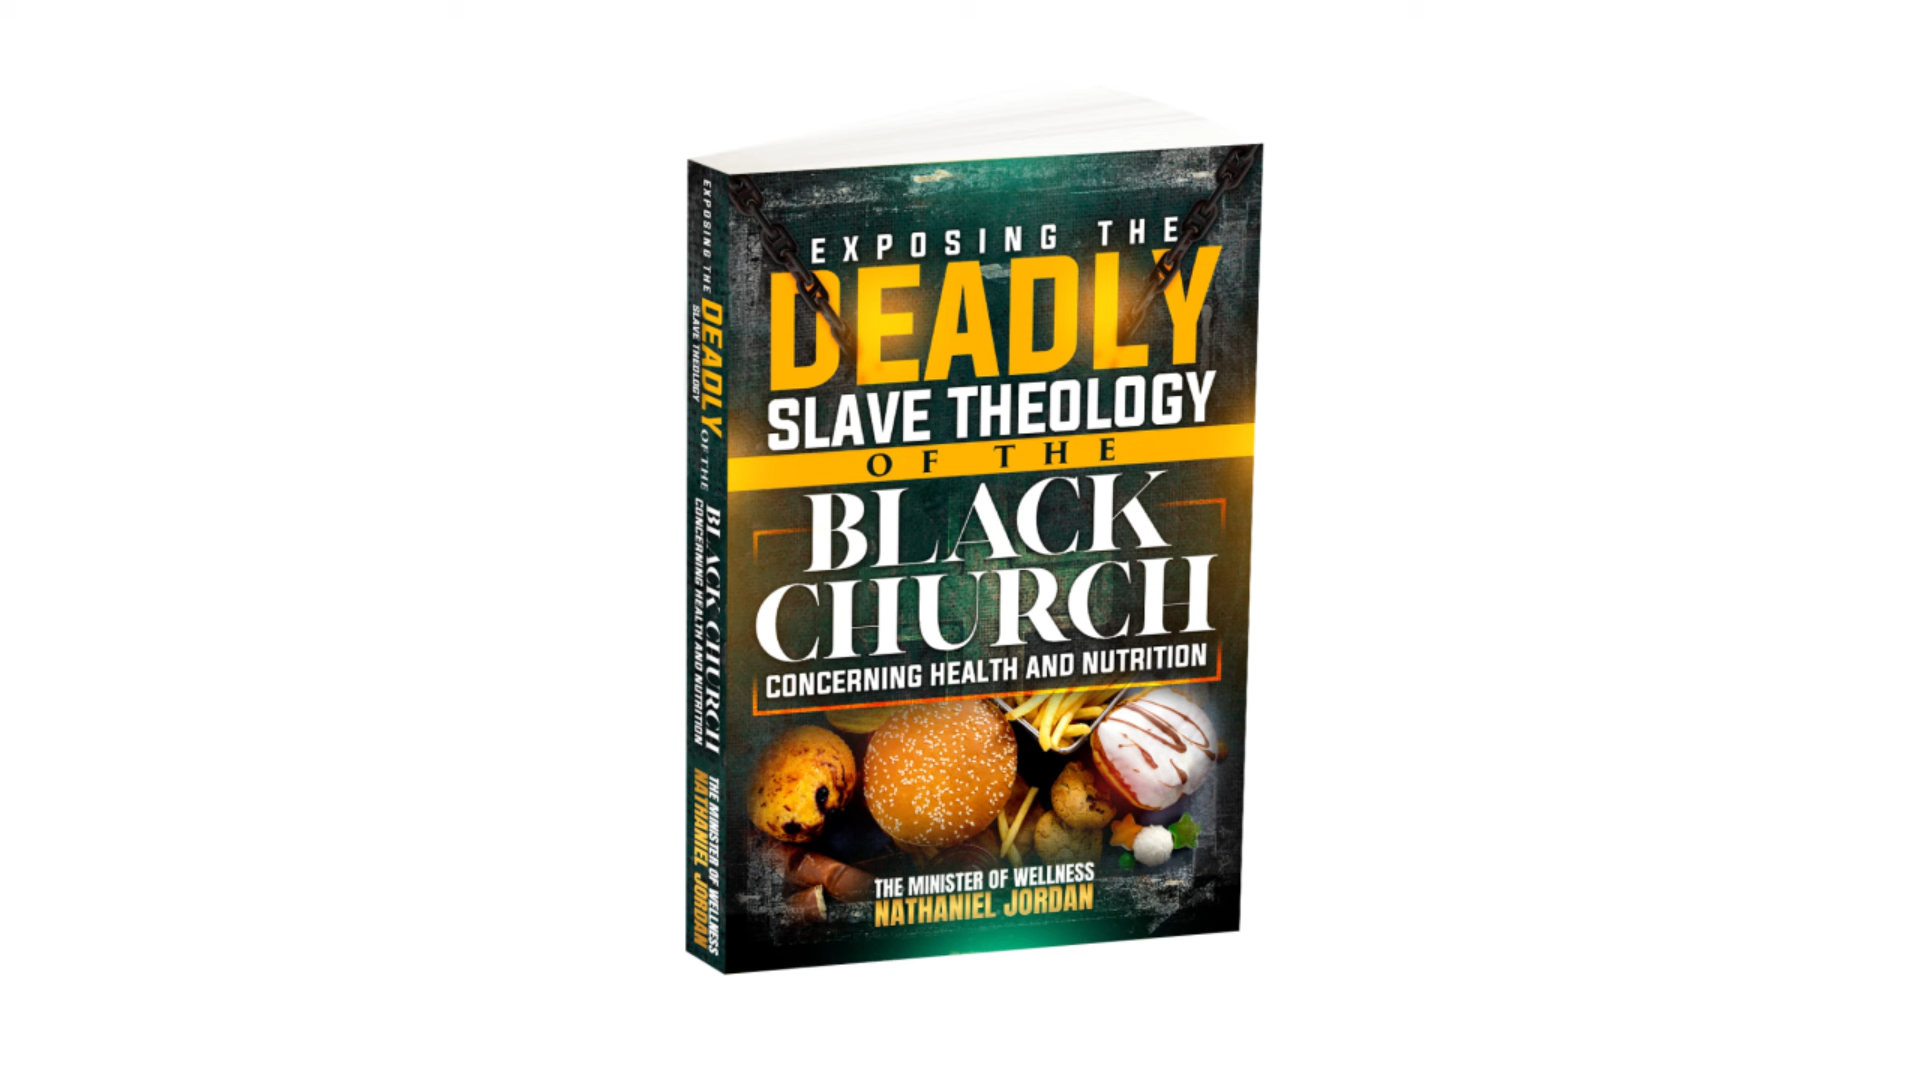 EXPOSING THE
DEADLY
SLAVE THEOLOGY
OF THE
BLACK
CHURCH
CONCERNING HEALTH AND NUTRITION
THE MINISTER OF WELLNESS
NATHANIEL JORDAN
EXPOSING THE
DEADLY
SLAVE THEOLOGY
OF THE
BLACK CHURCH
CONCERNING HEALTH AND NUTRITION
THE MINISTER OF WELLNESS
NATHANIEL JORDAN